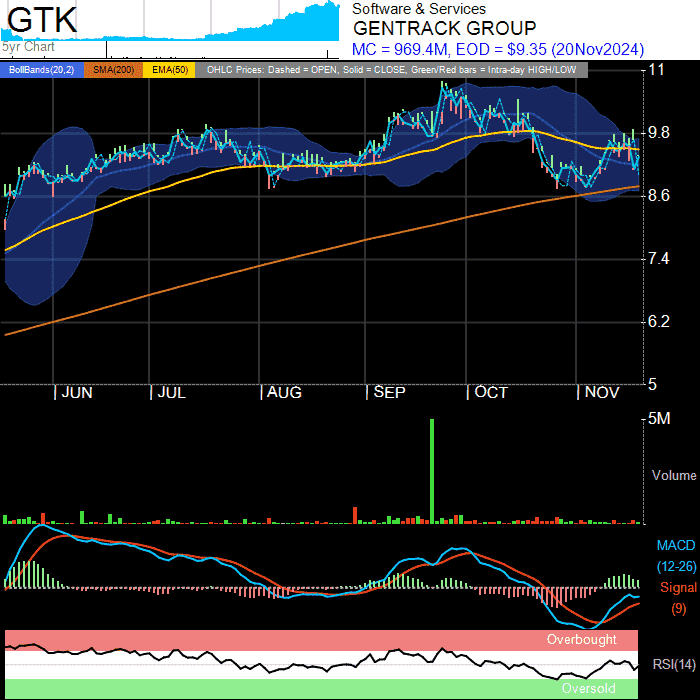 GTK
5yr Chart
Software & Services
GENTRACK GROUP
MC = 969.4M, EOD = $9.35 (20Nov2024)
BollBands(20,2) SMA(200) EMA(50) OHLC Prices: Dashed = OPEN, Solid = CLOSE, Green/Red bars = Intra-day HIGH/LOW
11
9.8
8.6
7.4
6.2
5
JUN JUL AUG SEP OCT NOV
5M
Volume
MACD
(12-26)
Signal
(9)
Overbought
RSI(14)
Oversold